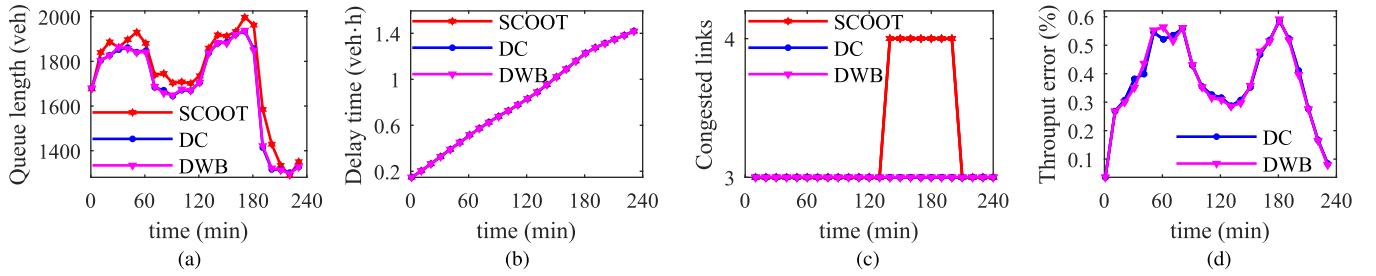 Queue length (veh)
2000
1800
1600
1400
SCOOT
DC
DWB
0
60
120
180
240
time (min)
(a)
Delay time (veh·h)
1.4
1
0.6
0.2
SCOOT
DC
DWB
0
60
120
180
240
time (min)
(b)
Congested links
4
3
SCOOT
DC
DWB
0
60
120
180
240
time (min)
(c)
Throuput error (%)
0.6
0.5
0.4
0.3
0.2
0.1
DC
DWB
0
60
120
180
240
time (min)
(d)